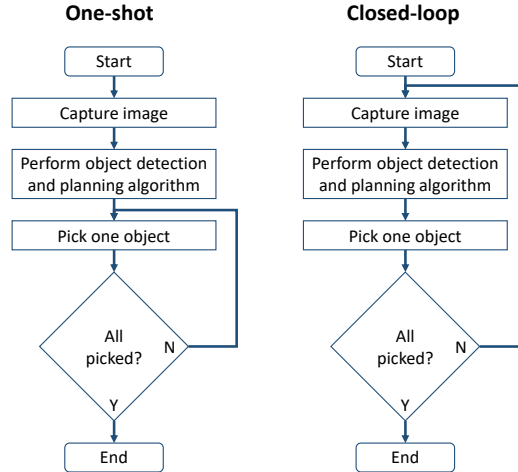 One-shot
Start
Capture image
Perform object detection
and planning algorithm
Pick one object
All
picked?
N
Y
End
Closed-loop
Start
Capture image
Perform object detection
and planning algorithm
Pick one object
All
picked?
N
Y
End